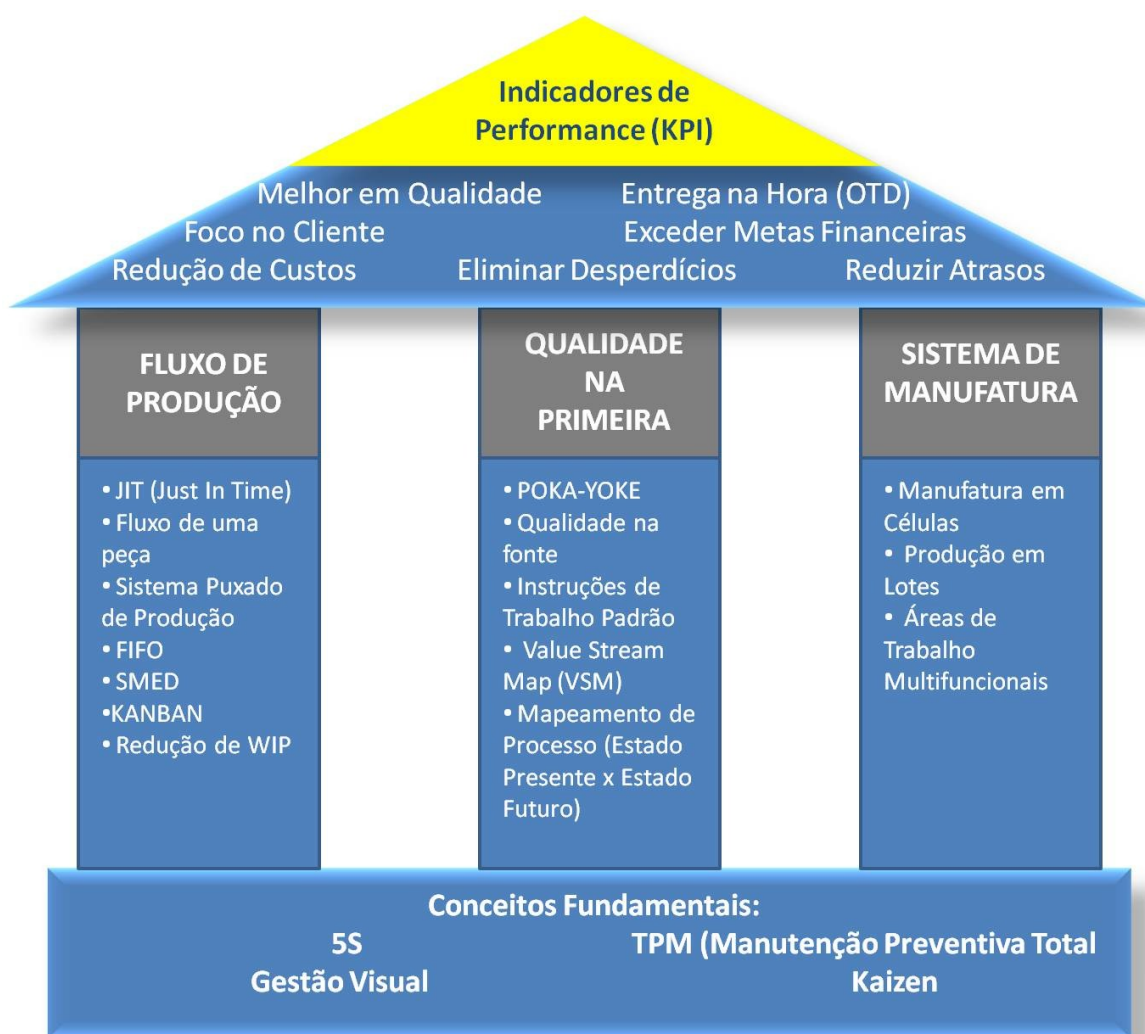 Indicadores de
Performance (KPI)
Melhor em Qualidade Entrega na Hora (OTD)
Foco no Cliente Exceder Metas Financeiras
Redução de Custos Eliminar Desperdícios Reduzir Atrasos
FLUXO DE
PRODUÇÃO
• JIT (Just In Time)
• Fluxo de uma
peça
• Sistema Puxado
de Produção
• FIFO
• SMED
•KANBAN
• Redução de WIP
QUALIDADE
NA
PRIMEIRA
• POKA-YOKE
• Qualidade na
fonte
• Instruções de
Trabalho Padrão
• Value Stream
Map (VSM)
• Mapeamento de
Processo (Estado
Presente x Estado
Futuro)
SISTEMA DE
MANUFATURA
• Manufatura em
Células
• Produção em
Lotes
• Áreas de
Trabalho
Multifuncionais
Conceitos Fundamentais:
5S TPM (Manutenção Preventiva Total
Gestão Visual Kaizen